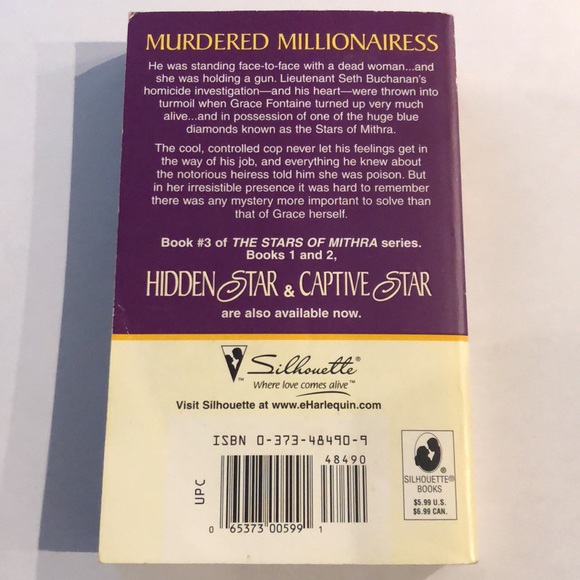 MURDERED MILLIONAIRESS
He was standing face-to-face with a dead woman...and
she was holding a gun. Lieutenant Seth Buchanan's
homicide investigation—and his heart—were thrown into
turmoil when Grace Fontaine turned up very much
alive...and in possession of one of the huge blue
diamonds known as the Stars of Mithra.
The cool, controlled cop never let his feelings get in
the way of his job, and everything he knew about
the notorious heiress told him she was poison. But
in her irresistible presence it was hard to remember
there was any mystery more important to solve than
that of Grace herself.
Book #3 of THE STARS OF MITHRA series.
Books 1 and 2,
HIDDEN STAR & CAPTIVE STAR
are also available now.
Silhouette®
™ Where love comes alive™
Visit Silhouette at www.eHarlequin.com
ISBN 0-373-48490-9
48490
UPC
0 65373 00599 1
®
SILHOUETTE®
BOOKS
$5.99 U.S.
$6.99 CAN.